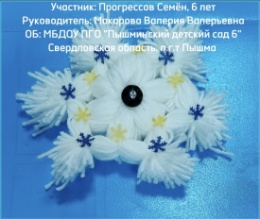 Участник: Прогрессов Семён, 6 лет
Руководитель: Макарова Валерия Валерьевна
ОБ: МБДОУ ПГО "Пышминский детский сад 6"
Свердловская область, п.г.т Пышма